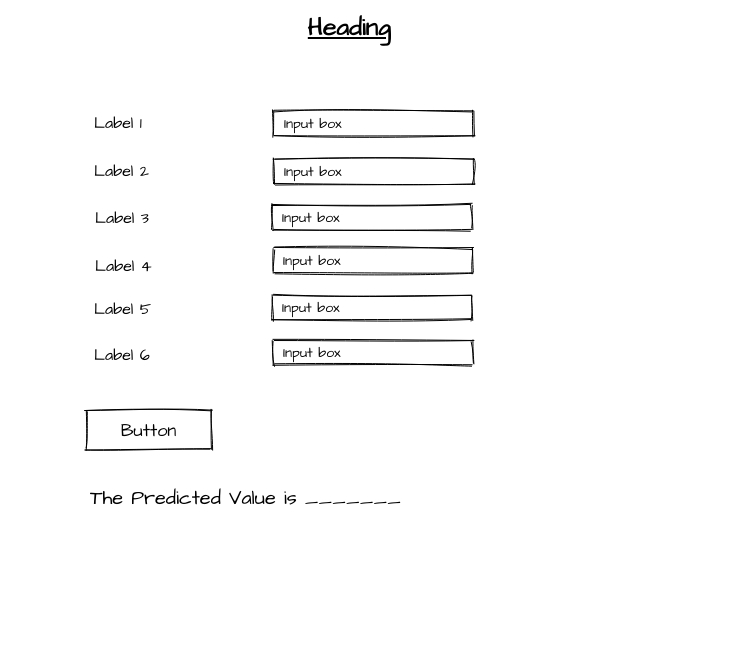 Heading
Label 1 Input box
Label 2 Input box
Label 3 Input box
Label 4 Input box
Label 5 Input box
Label 6 Input box
Button
The Predicted Value is _______